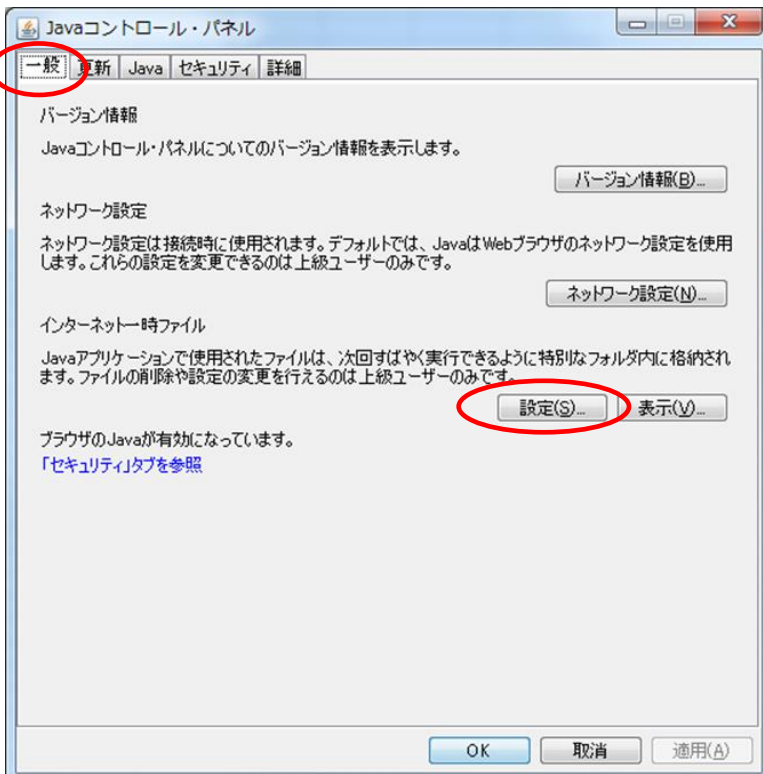 Javaコントロール・パネル
一般 更新 Java セキュリティ 詳細
バージョン情報
Javaコントロール・パネルについてのバージョン情報を表示します。
バージョン情報(B)...
ネットワーク設定
ネットワーク設定は接続時に使用されます。デフォルトでは、JavaはWebブラウザのネットワーク設定を使用
します。これらの設定を変更できるのは上級ユーザーのみです。
ネットワーク設定(N)...
インターネット一時ファイル
Javaアプリケーションで使用されたファイルは、次回すばやく実行できるように特別なフォルダ内に格納され
ます。ファイルの削除や設定の変更を行えるのは上級ユーザーのみです。
設定(S)... 表示(V)...
ブラウザのJavaが有効になっています。
「セキュリティ」タブを参照
OK 取消 適用(A)